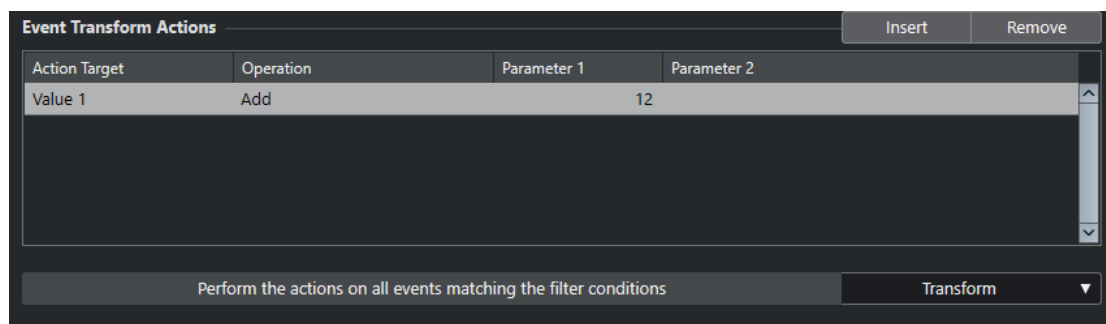 Event Transform Actions Insert Remove
Action Target Operation Parameter 1 Parameter 2
Value 1 Add 12
Perform the actions on all events matching the filter conditions Transform